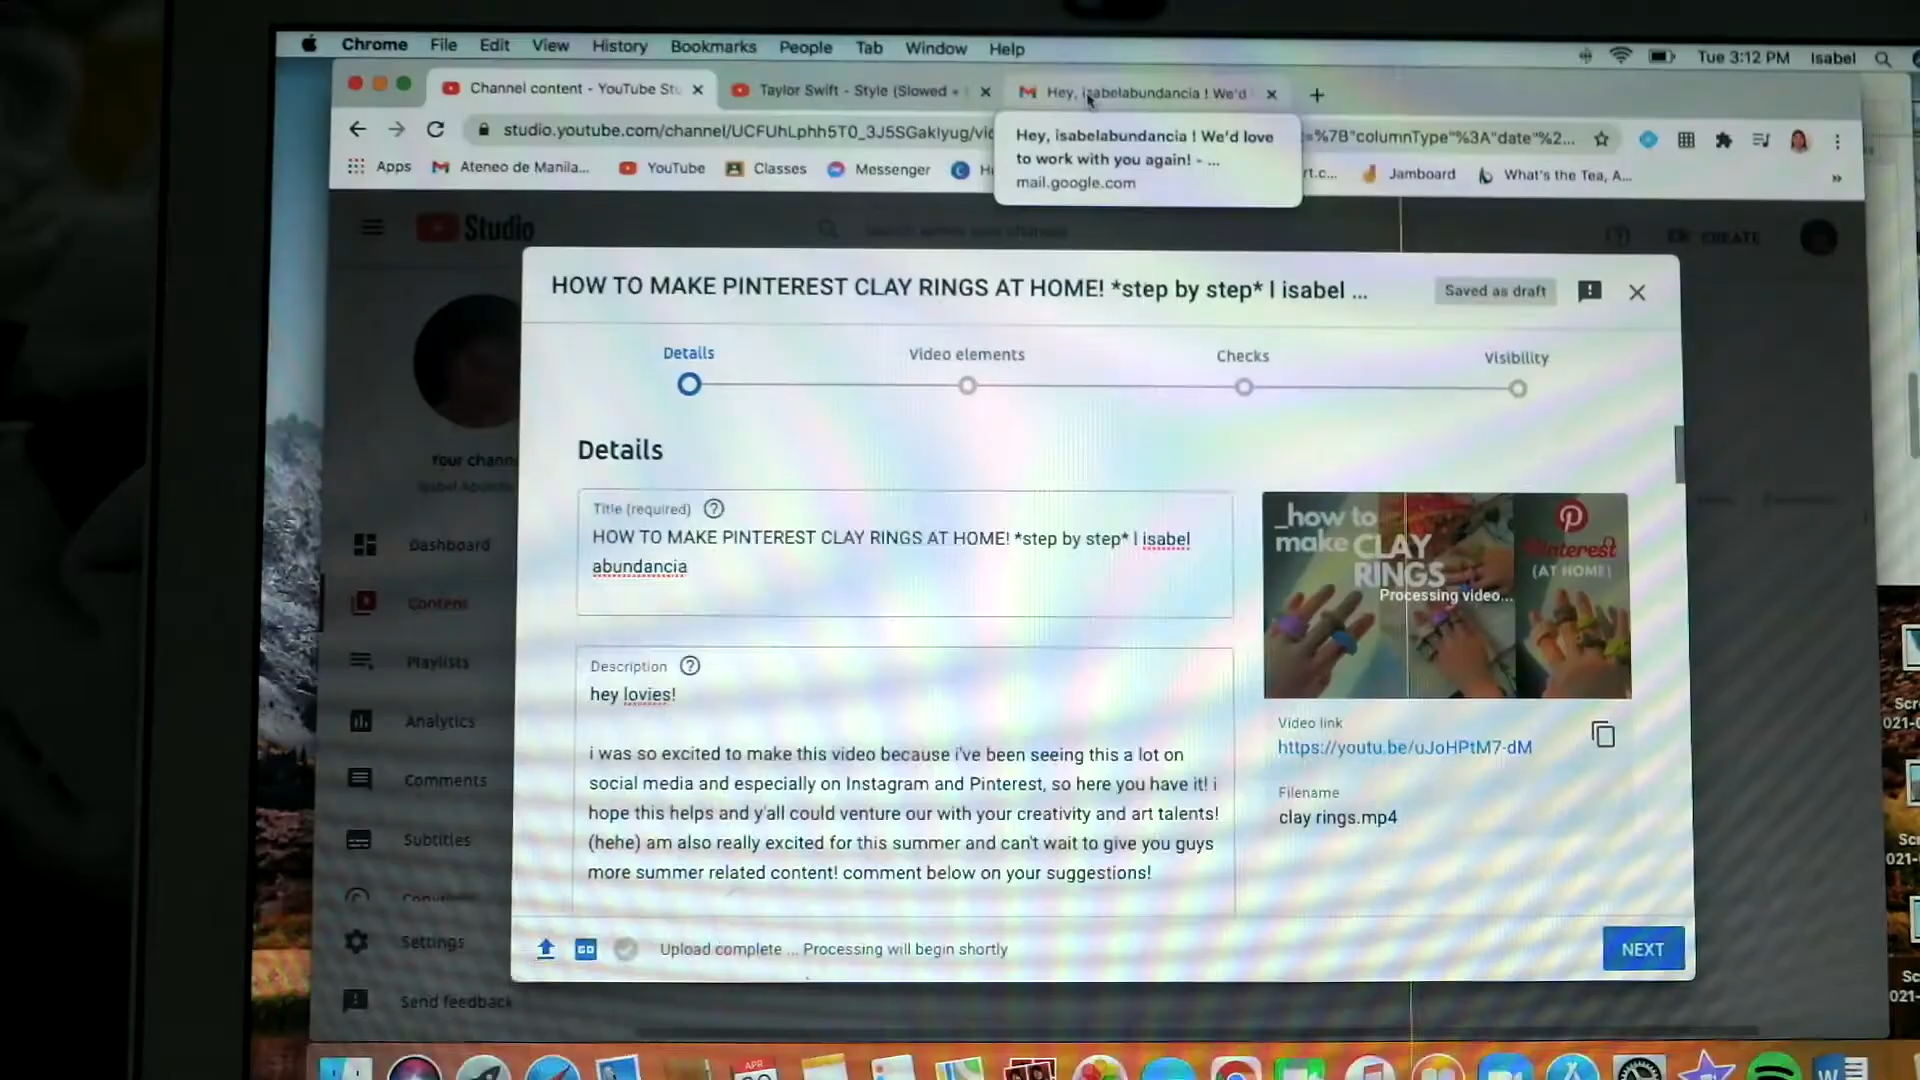 Chrome File Edit View History Bookmarks People Tab Window Help
Tue 3:12 PM Isabel
Channel content - YouTube Stu
Taylor Swift - Style (Slowed +
Hey, isabelabundancia ! We'd
studio.youtube.com/channel/UCFUhLphh5T0_3J5SGaklyug/vid
=%7B"columnType"%3A"date"%2...
Hey, isabelabundancia ! We'd love
to work with you again! - ...
mail.google.com
Apps
Ateneo de Manila...
YouTube
Classes
Messenger
rt.c...
Jamboard
What's the Tea, A...
Studio
Search across your channel
CREATE
HOW TO MAKE PINTEREST CLAY RINGS AT HOME! *step by step* l isabel ...
Saved as draft
Details
Video elements
Checks
Visibility
Your chann
Dashboard
Content
Playlists
Analytics
Comments
Subtitles
Settings
Send feedback
Details
Title (required)
HOW TO MAKE PINTEREST CLAY RINGS AT HOME! *step by step* l isabel
abundancia
Description
hey lovies!
i was so excited to make this video because i've been seeing this a lot on
social media and especially on Instagram and Pinterest, so here you have it! i
hope this helps and y'all could venture our with your creativity and art talents!
(hehe) am also really excited for this summer and can't wait to give you guys
more summer related content! comment below on your suggestions!
_how to
make CLAY
RINGS
Pinterest
(AT HOME)
Processing video...
Video link
https://youtu.be/uJoHPtM7-dM
Filename
clay rings.mp4
Upload complete ... Processing will begin shortly
NEXT
APR